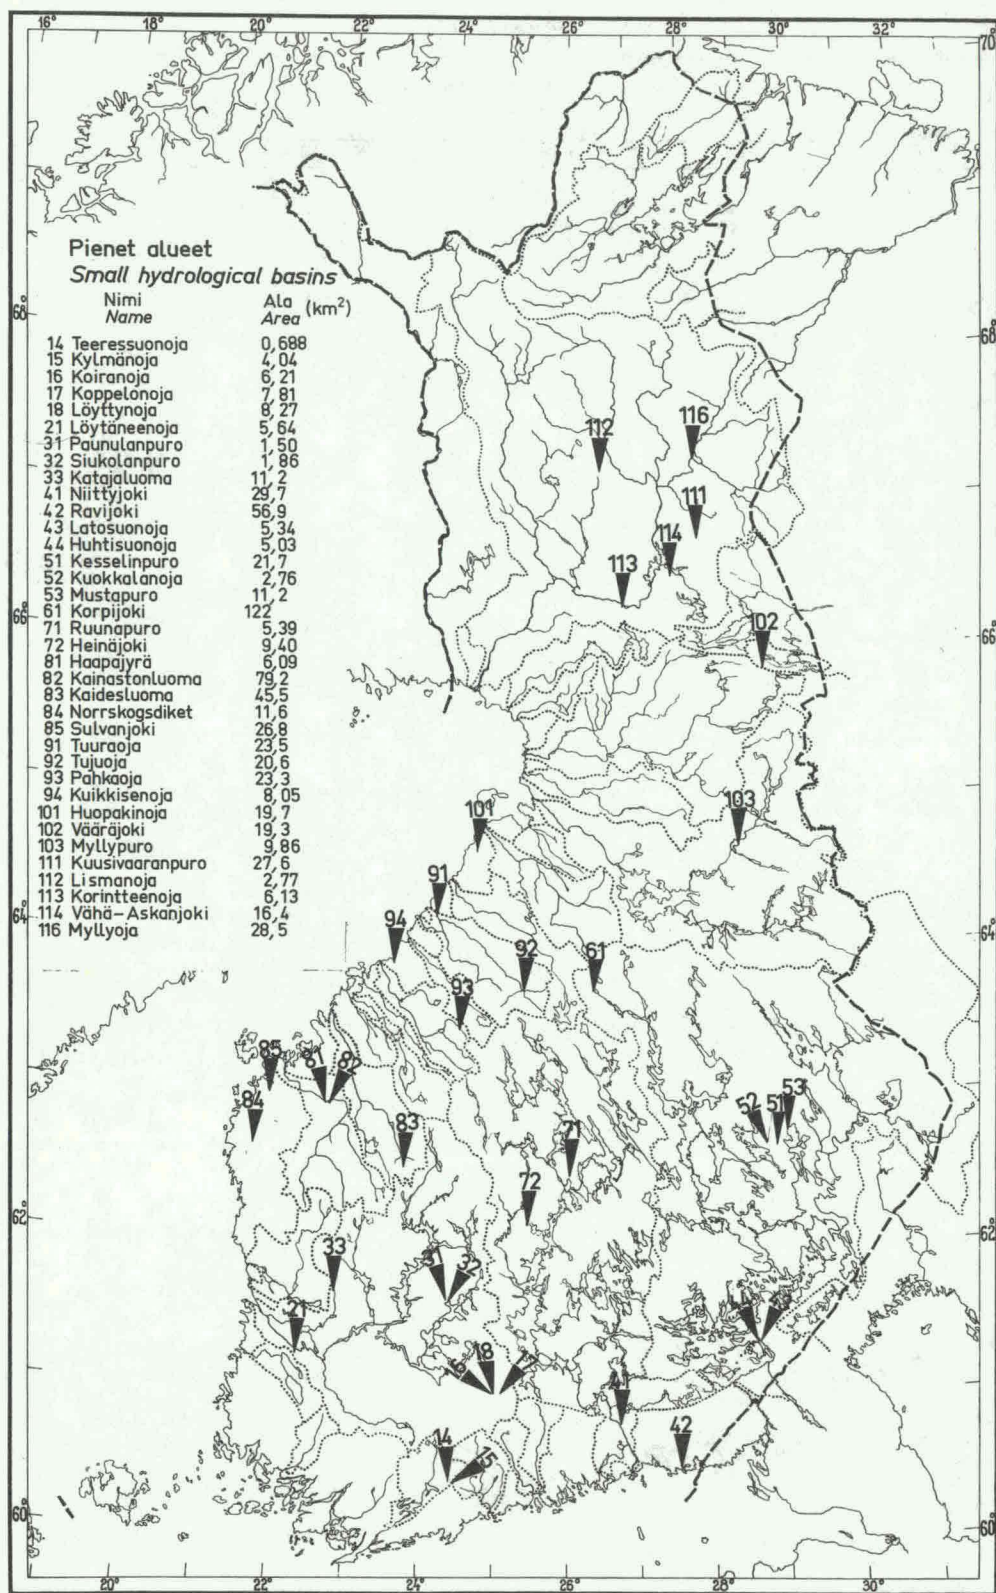 16° 18° 20° 22° 24° 26° 28° 30° 32°
70°
Pienet alueet
Small hydrological basins
Nimi Ala (km²)
Name Area
68°
68°
14 Teeressuonoja 0,688
15 Kylmänoja 4,04
16 Koiranoja 6,21
17 Koppelonoja 7,81
18 Löyttynoja 8,27
21 Löytäneenoja 5,64
31 Paunulanpuro 1,50
32 Siukolanpuro 1,86
33 Katajaluoma 11,2
41 Niittyjoki 29,7
42 Ravijoki 56,9
43 Latosuonoja 5,34
44 Huhtisuonoja 5,03
51 Kesselinpuro 21,7
52 Kuokkalanoja 2,76
53 Mustapuro 11,2
61 Korpijoki 122
71 Ruunapuro 5,39
72 Heinäjoki 9,40
81 Haapajyrä 6,09
82 Kainastonluoma 79,2
83 Kaidesluoma 45,5
84 Norrskogsdiket 11,6
85 Sulvanjoki 26,8
91 Tuuraoja 23,5
92 Tujuoja 20,6
93 Pahkaoja 23,3
94 Kuikkisenoja 8,05
101 Huopakinoja 19,7
102 Vääräjoki 19,3
103 Myllypuro 9,86
111 Kuusivaaranpuro 27,6
112 Lismanoja 2,77
113 Korintteenoja 6,13
114 Vähä-Askanjoki 16,4
116 Myllyoja 28,5
116
112
111
114
113
66°
66°
102
103
101
91
64°
64°
94
92 61
93
85 81 82
84
83
53
52 51
71
72
62°
62°
33
31 32
21
44 43
18
16 17
41
42
14 15
60°
60°
20° 22° 24° 26° 28° 30°